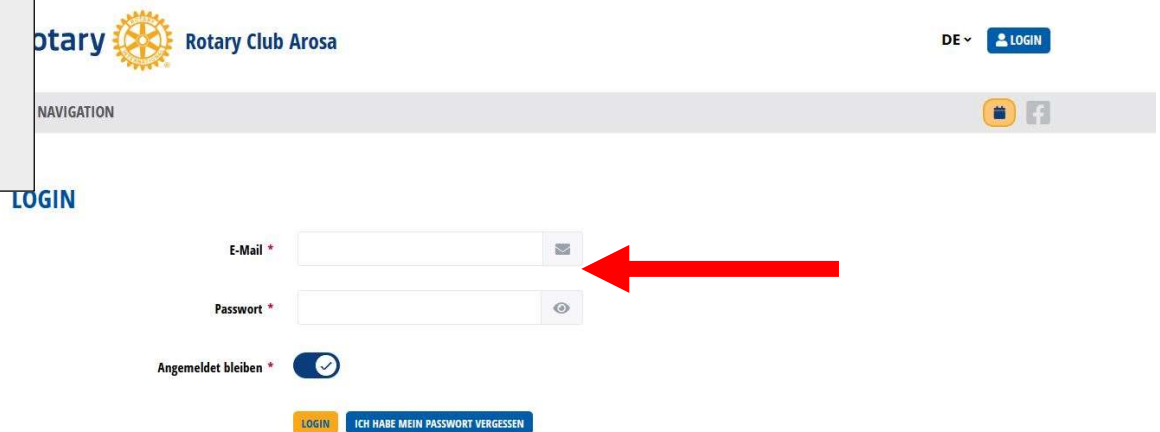 otary Rotary Club Arosa DE LOGIN
NAVIGATION
LOGIN
E-Mail *
Passwort *
Angemeldet bleiben *
LOGIN ICH HABE MEIN PASSWORT VERGESSEN